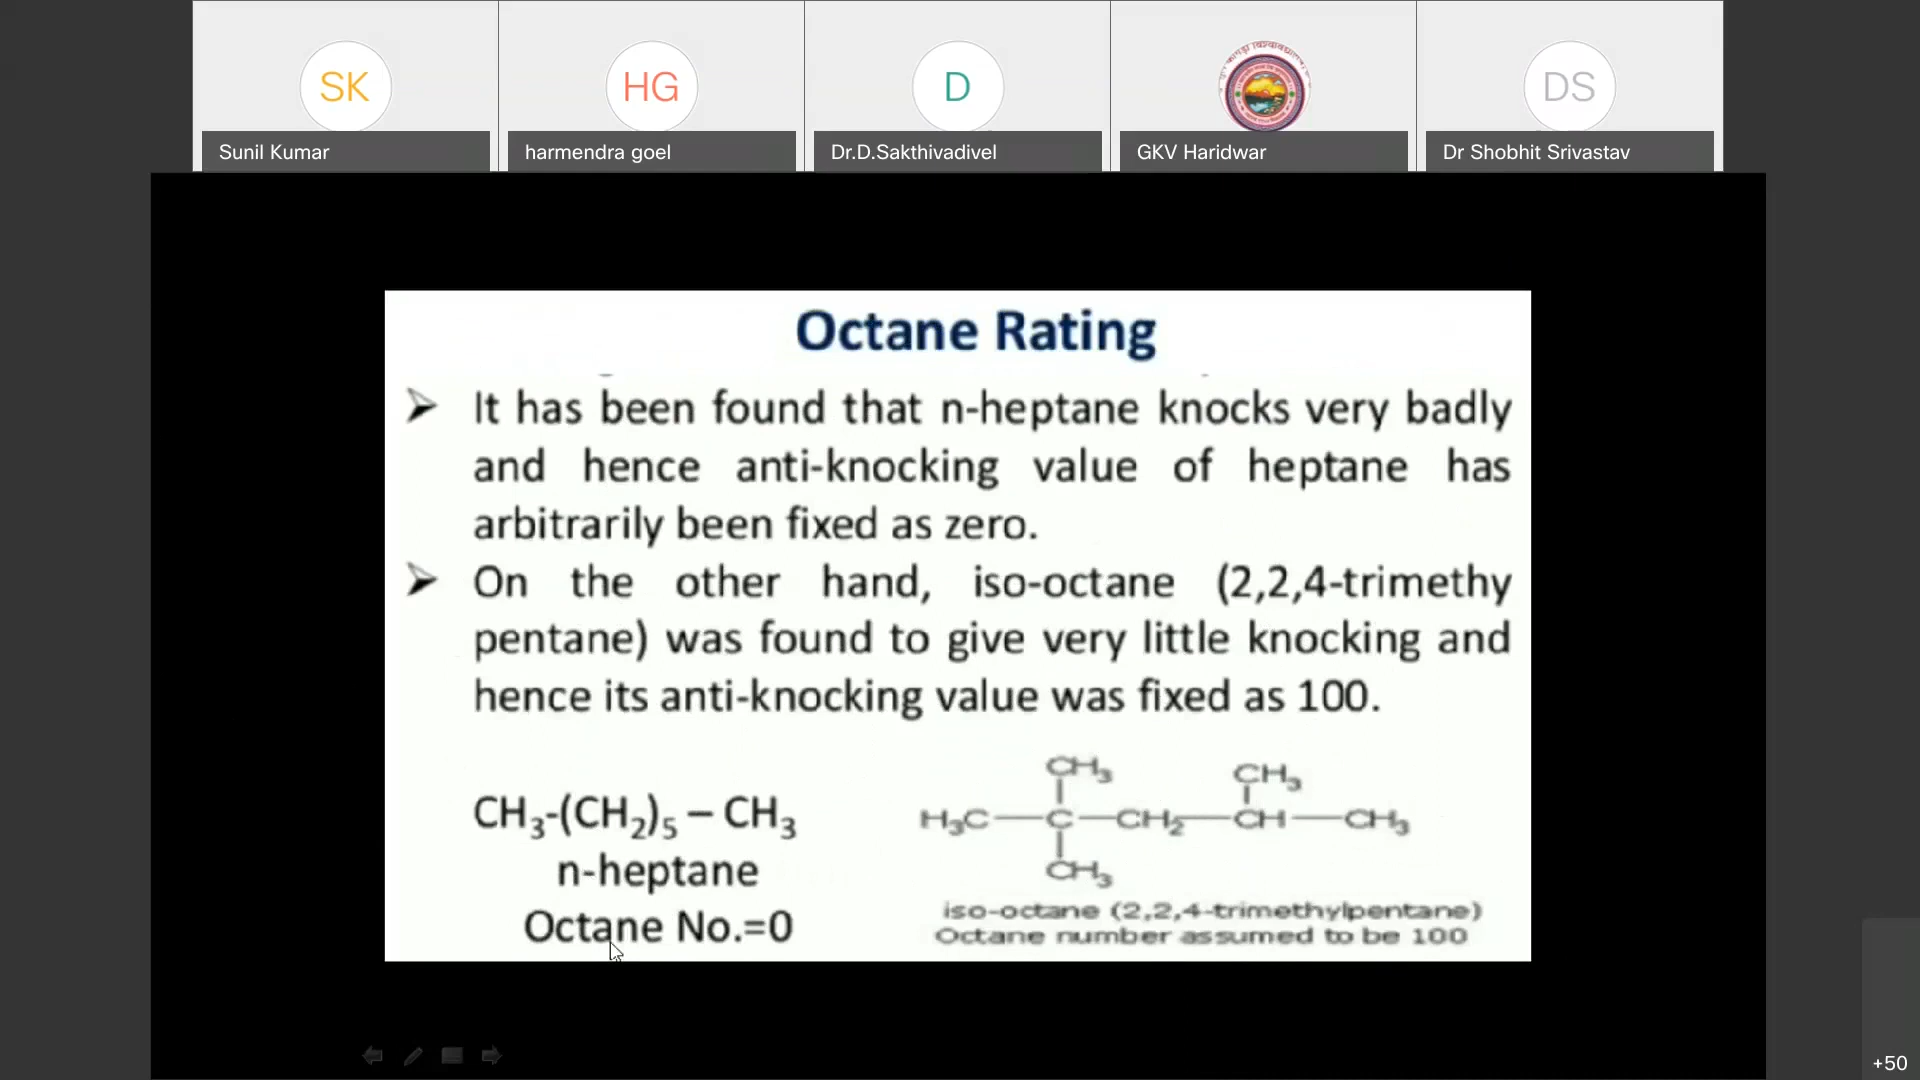 SK
HG
D
DS
Sunil Kumar
harmendra goel
Dr.D.Sakthivadivel
GKV Haridwar
Dr Shobhit Srivastav
Octane Rating
➢ It has been found that n-heptane knocks very badly
and hence anti-knocking value of heptane has
arbitrarily been fixed as zero.
➢ On the other hand, iso-octane (2,2,4-trimethy
pentane) was found to give very little knocking and
hence its anti-knocking value was fixed as 100.
CH₃-(CH₂)₅ – CH₃
n-heptane
Octane No.=0
CH₃ CH₃
H₃C—C—CH₂—CH—CH₃
CH₃
iso-octane (2,2,4-trimethylpentane)
Octane number assumed to be 100
+50